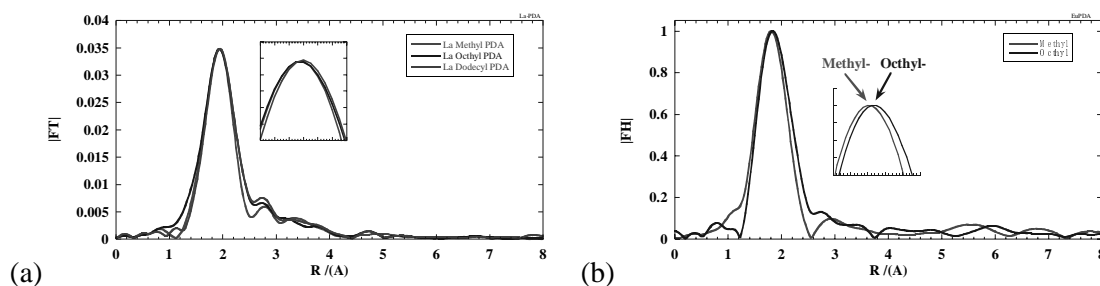 La-PDA
0.04
0.035
0.03
0.025
0.02
0.015
0.01
0.005
0
|FT|
La Methyl PDA
La Octhyl PDA
La Dodecyl PDA
0 1 2 3 4 5 6 7 8
R /(A)
(a)
EuPDA
1
0.8
0.6
0.4
0.2
0
|FH|
Methyl
Octhyl
Methyl- Octhyl-
0 1 2 3 4 5 6 7 8
R /(A)
(b)